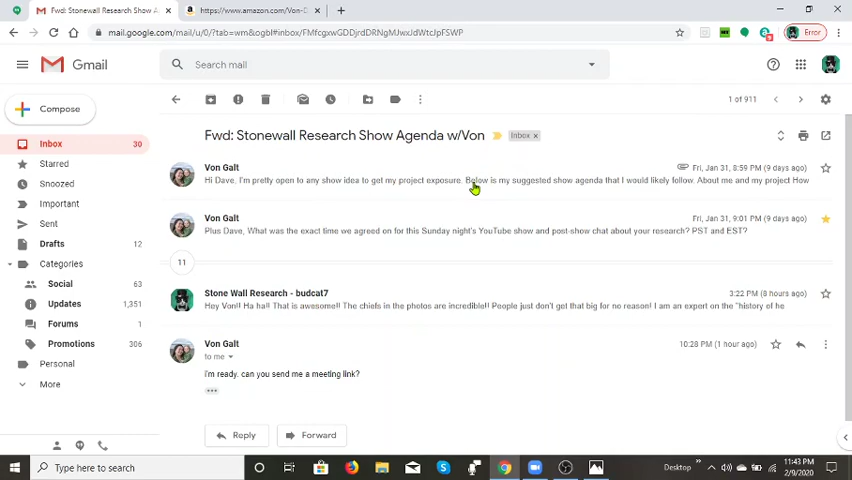 Fwd: Stonewall Research Show A ×
https://www.amazon.com/Von-D ×
mail.google.com/mail/u/0/?tab=wm&ogbl#inbox/FMfcgxwGDDjrdDRNgMJwxJdWtcJpFSWP
Error
Gmail
Search mail
Compose
1 of 911
Inbox 30
Starred
Snoozed
Important
Sent
Drafts 12
Categories
Social 63
Updates 1,351
Forums 1
Promotions 306
Personal
More
Fwd: Stonewall Research Show Agenda w/Von Inbox ×
Von Galt Fri, Jan 31, 8:59 PM (9 days ago)
Hi Dave, I'm pretty open to any show idea to get my project exposure. Below is my suggested show agenda that I would likely follow. About me and my project How
Von Galt Fri, Jan 31, 9:01 PM (9 days ago)
Plus Dave, What was the exact time we agreed on for this Sunday night's YouTube show and post-show chat about your research? PST and EST?
11
Stone Wall Research - budcat7 3:22 PM (8 hours ago)
Hey Von!! Ha ha!! That is awesome!! The chiefs in the photos are incredible!! People just don't get that big for no reason! I am an expert on the "history of he
Von Galt 10:28 PM (1 hour ago)
to me
i'm ready. can you send me a meeting link?
Reply
Forward
Type here to search
Desktop
11:43 PM
2/9/2020